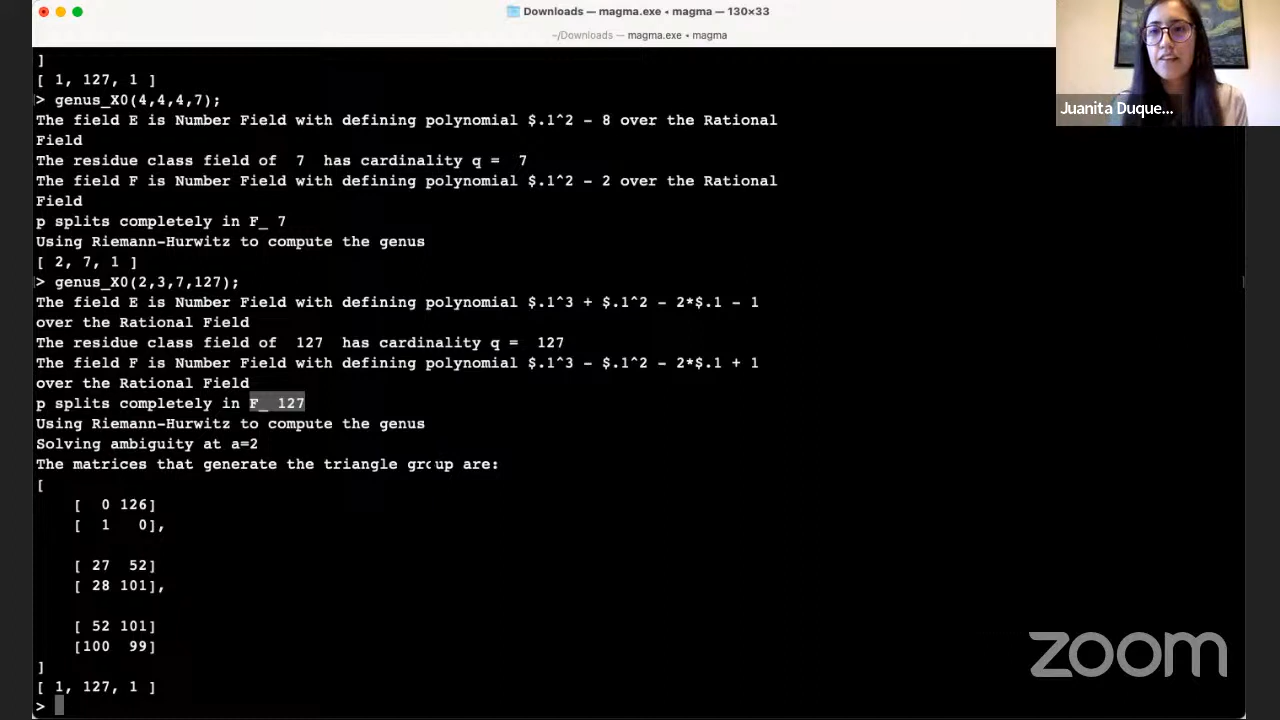 Downloads — magma.exe ◂ magma — 130×33
~/Downloads — magma.exe ◂ magma
]
[ 1, 127, 1 ]
> genus_X0(4,4,4,7);
The field E is Number Field with defining polynomial $.1^2 - 8 over the Rational
Field
The residue class field of  7  has cardinality q =  7
The field F is Number Field with defining polynomial $.1^2 - 2 over the Rational
Field
p splits completely in F_ 7
Using Riemann-Hurwitz to compute the genus
[ 2, 7, 1 ]
> genus_X0(2,3,7,127);
The field E is Number Field with defining polynomial $.1^3 + $.1^2 - 2*$.1 - 1
over the Rational Field
The residue class field of  127  has cardinality q =  127
The field F is Number Field with defining polynomial $.1^3 - $.1^2 - 2*$.1 + 1
over the Rational Field
p splits completely in F_ 127
Using Riemann-Hurwitz to compute the genus
Solving ambiguity at a=2
The matrices that generate the triangle group are:
[
[  0 126]
[  1   0],
[ 27  52]
[ 28 101],
[ 52 101]
[100  99]
]
[ 1, 127, 1 ]
>
Juanita Duque...
zoom